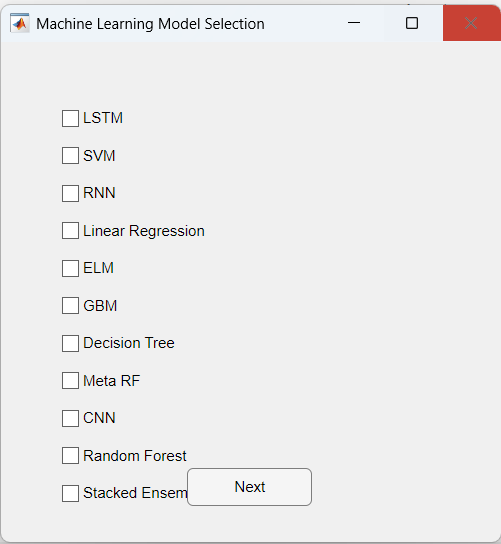 Machine Learning Model Selection
LSTM
SVM
RNN
Linear Regression
ELM
GBM
Decision Tree
Meta RF
CNN
Random Forest
Stacked Ensem
Next